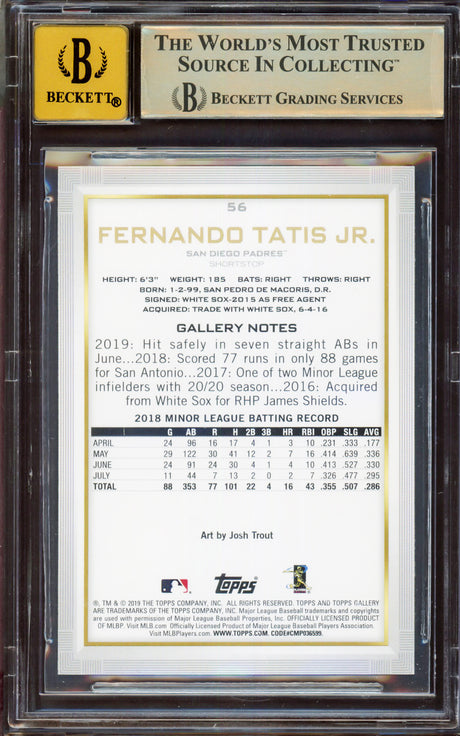 B
BECKETT®
THE WORLD'S MOST TRUSTED
SOURCE IN COLLECTING™
B BECKETT GRADING SERVICES
56
FERNANDO TATIS JR.
SAN DIEGO PADRES™
SHORTSTOP
HEIGHT: 6'3" WEIGHT: 185 BATS: RIGHT THROWS: RIGHT
BORN: 1-2-99, SAN PEDRO DE MACORIS, D.R.
SIGNED: WHITE SOX-2015 AS FREE AGENT
ACQUIRED: TRADE WITH WHITE SOX, 6-4-16
GALLERY NOTES
2019: Hit safely in seven straight ABs in
June...2018: Scored 77 runs in only 88 games
for San Antonio...2017: One of two Minor League
infielders with 20/20 season...2016: Acquired
from White Sox for RHP James Shields.
2018 MINOR LEAGUE BATTING RECORD
G AB R H 2B 3B HR RBI OBP SLG AVG
APRIL 24 96 16 17 4 1 3 10 .231 .333 .177
MAY 29 122 30 41 12 2 7 16 .414 .639 .336
JUNE 24 91 24 30 4 1 4 10 .413 .527 .330
JULY 11 44 7 13 2 0 2 7 .326 .477 .295
TOTAL 88 353 77 101 22 4 16 43 .355 .507 .286
Art by Josh Trout
Topps
®, TM & © 2019 THE TOPPS COMPANY, INC. ALL RIGHTS RESERVED. TOPPS AND TOPPS GALLERY
ARE TRADEMARKS OF THE TOPPS COMPANY, INC. Major League Baseball trademarks and copyrights
are used with permission of Major League Baseball Properties, Inc. OFFICIALLY LICENSED PRODUCT
OF MLBP. Visit MLB.com Officially Licensed Product of Major League Baseball Players Association.
Visit MLBPlayers.com. WWW.TOPPS.COM. CODE#CMP036599.